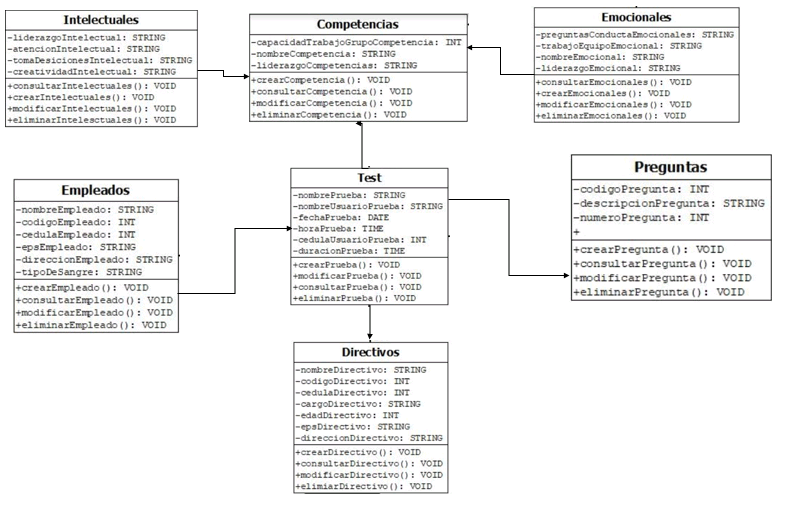 Intelectuales
-liderazgoIntelectual: STRING
-atencionIntelectual: STRING
-tomaDesicionesIntelectual: STRING
-creatividadIntelectual: STRING
+consultarIntelectuales(): VOID
+crearIntelectuales(): VOID
+modificarIntelectuales(): VOID
+eliminarIntelesctuales(): VOID
Competencias
-capacidadTrabajoGrupoCompetencia: INT
-nombreCompetencia: STRING
-liderazgoCompetencias: STRING
+crearCompetencia(): VOID
+consultarCompetencia(): VOID
+modificarCompetencia(): VOID
+eliminarCompetencia(): VOID
Emocionales
-preguntasConductaEmocionales: STRING
-trabajoEquipoEmocional: STRING
-nombreEmocional: STRING
-liderazgoEmocional: STRING
+consultarEmocionales(): VOID
+crearEmocionales(): VOID
+modificarEmocionales(): VOID
+eliminarEmocionales(): VOID
Empleados
-nombreEmpleado: STRING
-codigoEmpleado: INT
-cedulaEmpleado: INT
-epsEmpleado: STRING
-direccionEmpleado: STRING
-tipoDeSangre: STRING
+crearEmpleado(): VOID
+consultarEmpleado(): VOID
+modificarEmpleado(): VOID
+eliminarEmpleado(): VOID
Test
-nombrePrueba: STRING
-nombreUsuarioPrueba: STRING
-fechaPrueba: DATE
-horaPrueba: TIME
-cedulaUsuarioPrueba: INT
-duracionPrueba: TIME
+crearPrueba(): VOID
+modificarPrueba(): VOID
+consultarPrueba(): VOID
+eliminarPrueba(): VOID
Preguntas
-codigoPregunta: INT
-descripcionPregunta: STRING
-numeroPregunta: INT
+
+crearPregunta(): VOID
+consultarPregunta(): VOID
+modificarPregunta(): VOID
+eliminarPregunta(): VOID
Directivos
-nombreDirectivo: STRING
-codigoDirectivo: INT
-cedulaDirectivo: INT
-cargoDirectivo: STRING
-edadDirectivo: INT
-epsDirectivo: STRING
-direccionDirectivo: STRING
+crearDirectivo(): VOID
+consultarDirectivo(): VOID
+modificarDirectivo(): VOID
+elimiarDirectivo(): VOID